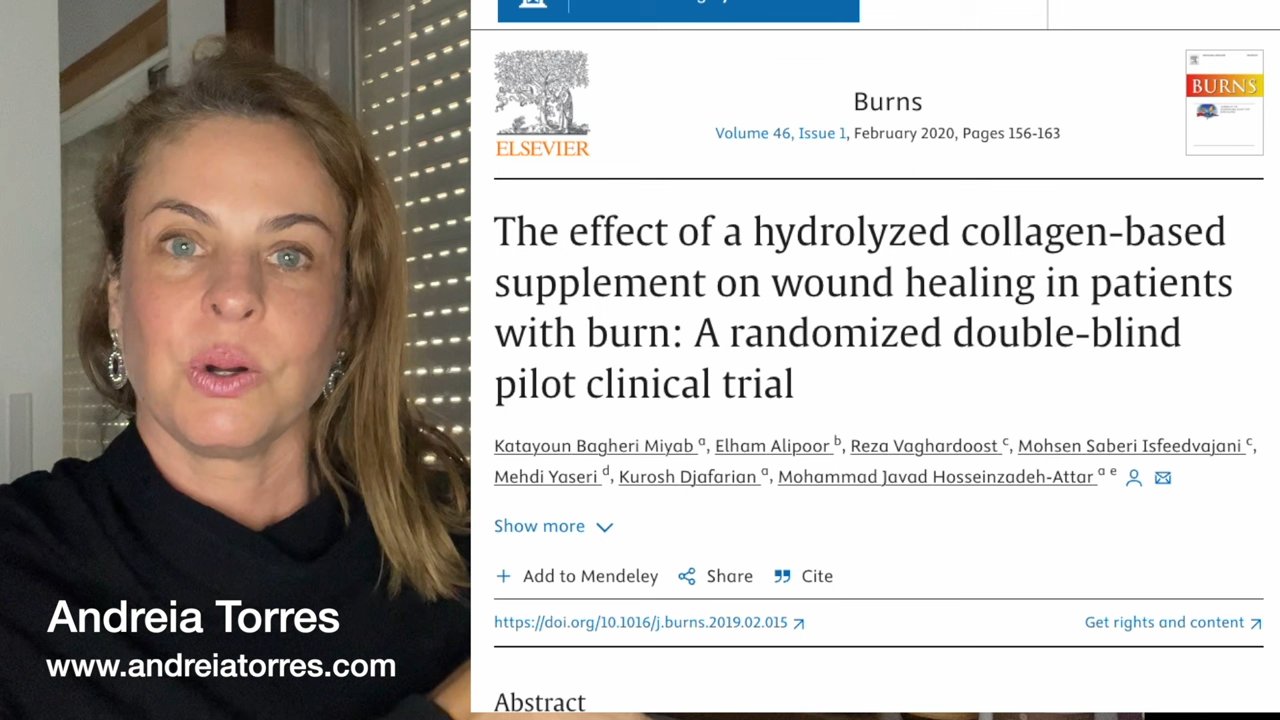 Burns
Volume 46, Issue 1, February 2020, Pages 156-163
ELSEVIER
BURNS
The effect of a hydrolyzed collagen-based
supplement on wound healing in patients
with burn: A randomized double-blind
pilot clinical trial
Katayoun Bagheri Miyab a, Elham Alipoor b, Reza Vaghardoost c, Mohsen Saberi Isfeedvajani c,
Mehdi Yaseri d, Kurosh Djafarian a, Mohammad Javad Hosseinzadeh-Attar a e
Show more
Add to Mendeley Share Cite
https://doi.org/10.1016/j.burns.2019.02.015 Get rights and content
Abstract
Andreia Torres
www.andreiatorres.com